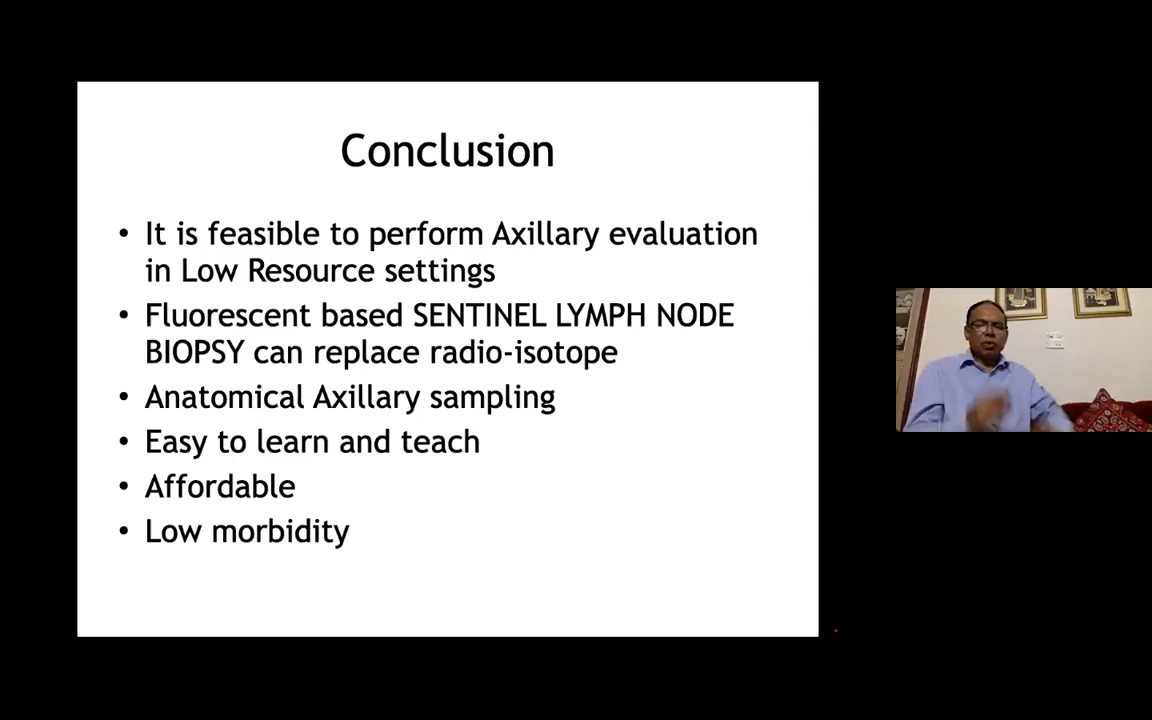 Conclusion
• It is feasible to perform Axillary evaluation
in Low Resource settings
• Fluorescent based SENTINEL LYMPH NODE
BIOPSY can replace radio-isotope
• Anatomical Axillary sampling
• Easy to learn and teach
• Affordable
• Low morbidity